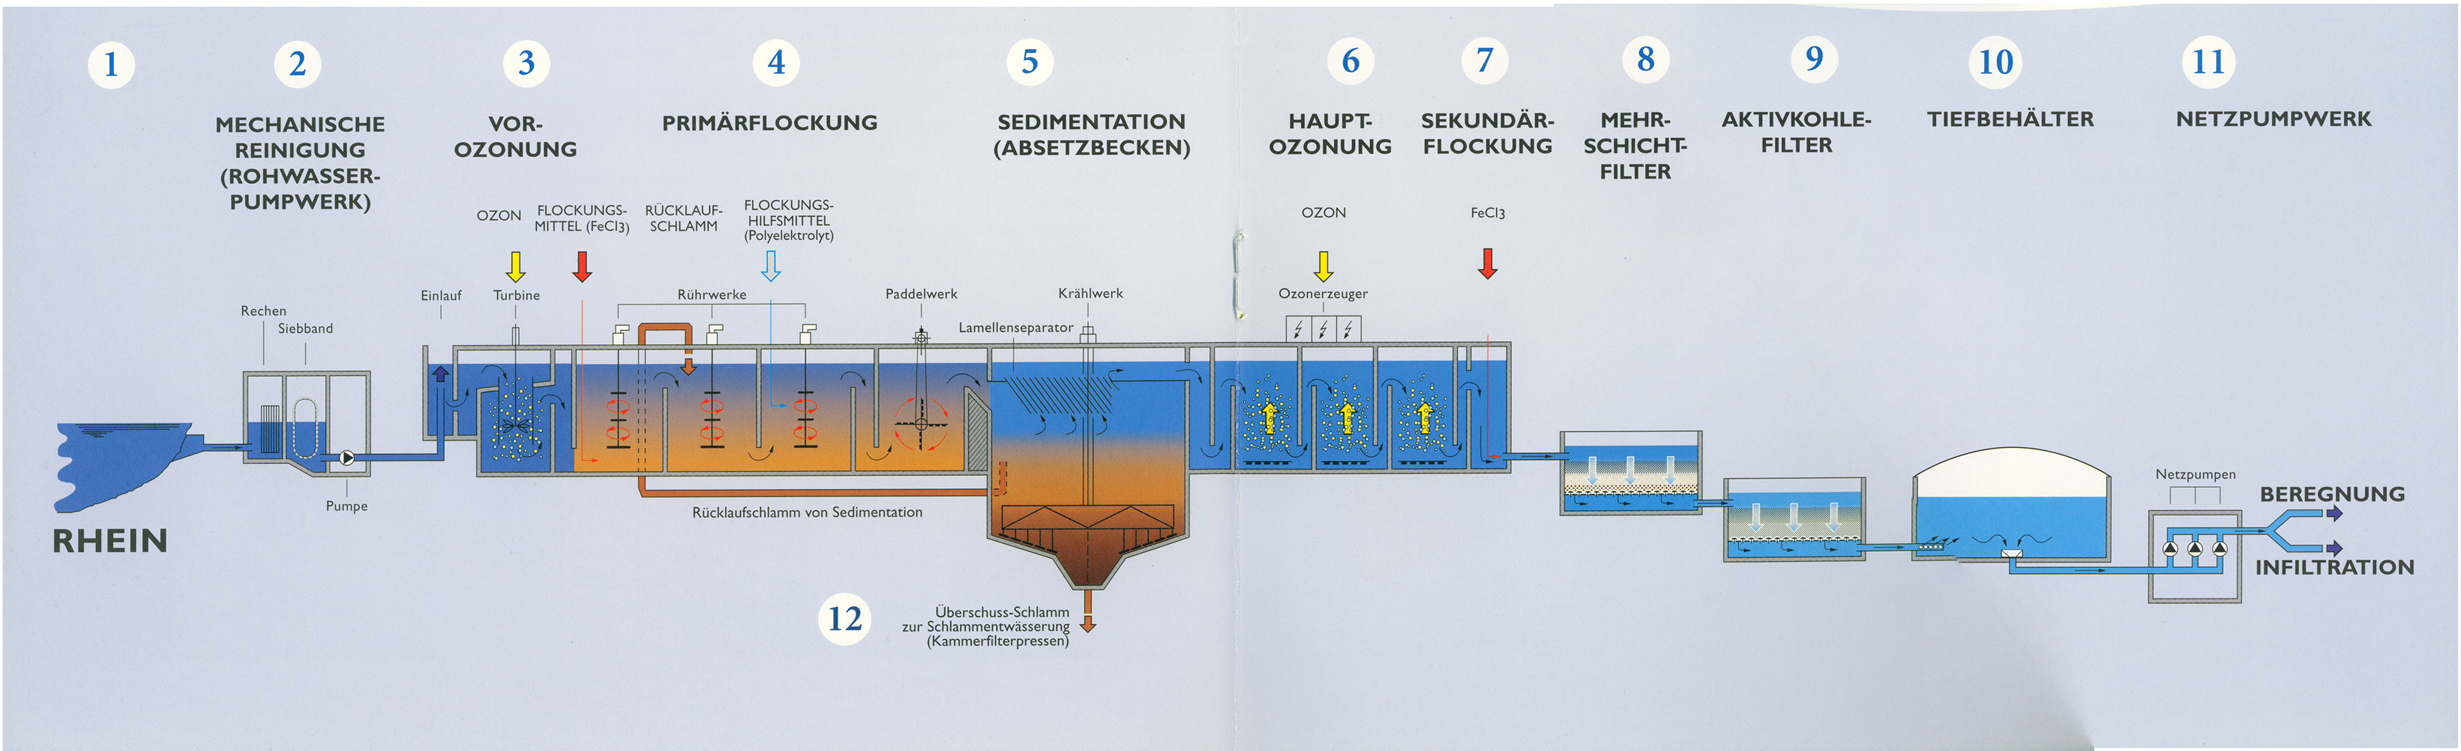 1
2
3
4
5
6
7
8
9
10
11
MECHANISCHE
REINIGUNG
(ROHWASSER-
PUMPWERK)
VOR-
OZONUNG
PRIMÄRFLOCKUNG
SEDIMENTATION
(ABSETZBECKEN)
HAUPT-
OZONUNG
SEKUNDÄR-
FLOCKUNG
MEHR-
SCHICHT-
FILTER
AKTIVKOHLE-
FILTER
TIEFBEHÄLTER
NETZPUMPWERK
OZON
FLOCKUNGS-
MITTEL (FeCl3)
RÜCKLAUF-
SCHLAMM
FLOCKUNGS-
HILFSMITTEL
(Polyelektrolyt)
OZON
FeCl3
Rechen
Siebband
Einlauf
Turbine
Rührwerke
Paddelwerk
Krählwerk
Lamellenseparator
Ozonerzeuger
Pumpe
RHEIN
Rücklaufschlamm von Sedimentation
Netzpumpen
BEREGNUNG
INFILTRATION
12
Überschuss-Schlamm
zur Schlammentwässerung
(Kammerfilterpressen)